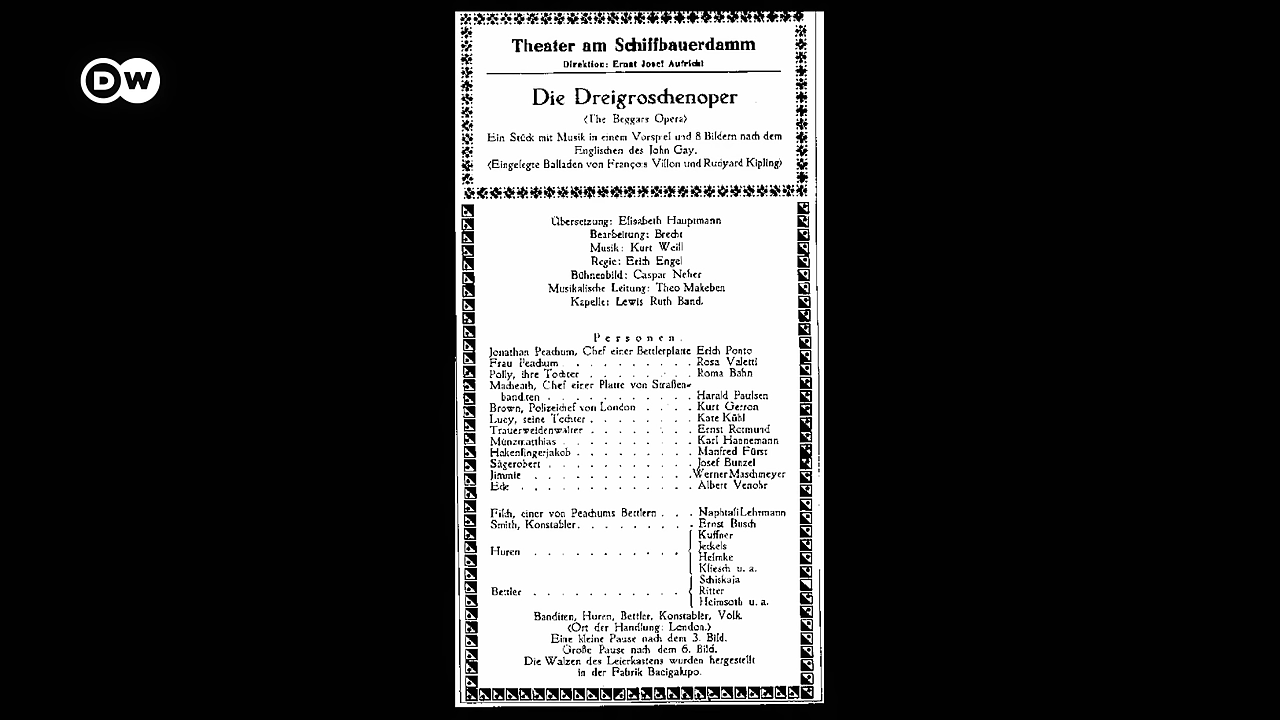 DW
Theater am Schiffbauerdamm
Direktion: Ernst Josef Aufricht
Die Dreigroschenoper
(The Beggars Opera)
Ein Stück mit Musik in einem Vorspiel und 8 Bildern nach dem
Englischen des John Gay.
(Eingelegte Balladen von François Villon und Rudyard Kipling)
Übersetzung: Elisabeth Hauptmann
Bearbeitung: Brecht
Musik: Kurt Weill
Regie: Erich Engel
Bühnenbild: Caspar Neher
Musikalische Leitung: Theo Makeben
Kapelle: Lewis Ruth Band.
Personen.
Jonathan Peachum, Chef einer Bettlerplatte Erich Ponto
Frau Peachum . . . . . . . . . Rosa Valetti
Polly, ihre Tochter . . . . . . . . Roma Bahn
Macheath, Chef einer Platte von Straßen-
banditen . . . . . . . . . . . Harald Paulsen
Brown, Polizeichef von London . . . . Kurt Gerron
Lucy, seine Tochter . . . . . . . . Kate Kühl
Trauerweidenwalter . . . . . . . . Ernst Rotmund
Münzmatthias . . . . . . . . . . Karl Hannemann
Hakenfingerjakob . . . . . . . . . Manfred Fürst
Sägerobert . . . . . . . . . . . Josef Bunzel
Jimmie . . . . . . . . . . . . Werner Maschmeyer
Ede . . . . . . . . . . . . . Albert Venohr
Filch, einer von Peachums Bettlern . . . Naphtali Lehrmann
Smith, Konstabler. . . . . . . . . Ernst Busch
Kuffner
Jeckels
Huren . . . . . . . . . . .
Helmke
Kliesch u. a.
Schiskaja
Bettler . . . . . . . . . . . Ritter
Heimsoth u. a.
Banditen, Huren, Bettler, Konstabler, Volk.
(Ort der Handlung: London.)
Eine kleine Pause nach dem 3. Bild.
Große Pause nach dem 6. Bild.
Die Walzen des Leierkastens wurden hergestellt
in der Fabrik Bacigalupo.